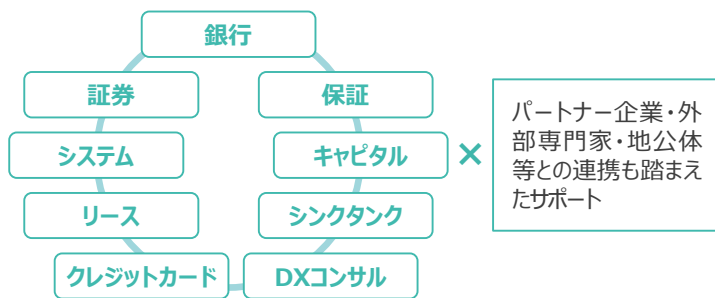 銀行
証券
保証
システム
キャピタル
×
リース
シンクタンク
クレジットカード
DXコンサル
パートナー企業・外
部専門家・地公体
等との連携も踏まえ
たサポート